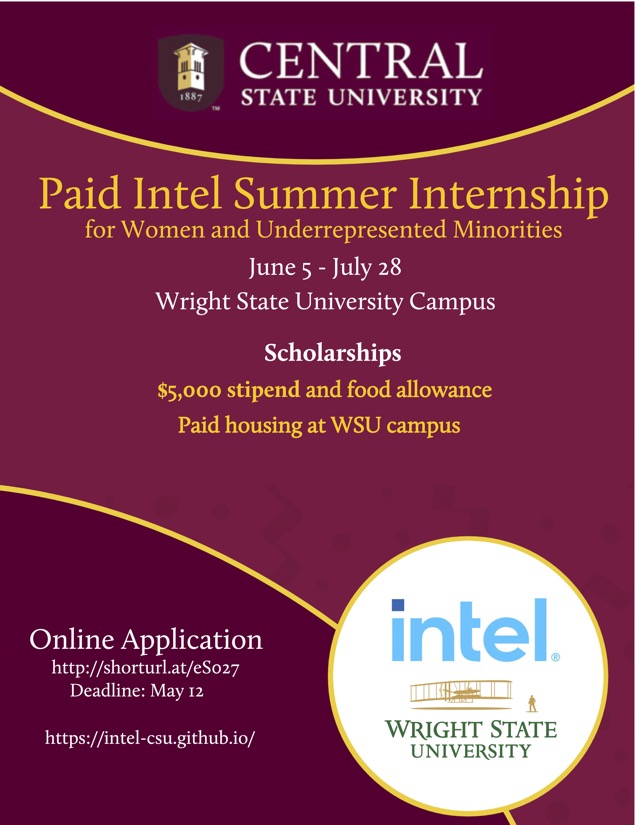 1887
TM
CENTRAL
STATE UNIVERSITY
Paid Intel Summer Internship
for Women and Underrepresented Minorities
June 5 - July 28
Wright State University Campus
Scholarships
$5,000 stipend and food allowance
Paid housing at WSU campus
Online Application
http://shorturl.at/eS027
Deadline: May 12
https://intel-csu.github.io/
intel®
WRIGHT STATE
UNIVERSITY